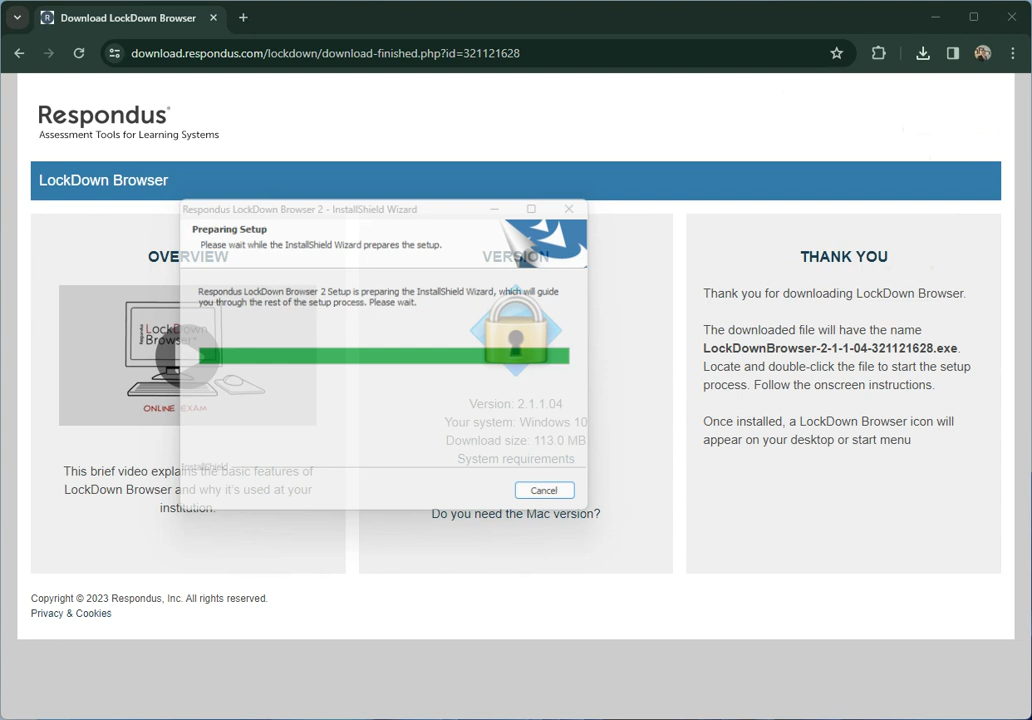 Download LockDown Browser
download.respondus.com/lockdown/download-finished.php?id=321121628
Respondus®
Assessment Tools for Learning Systems
LockDown Browser
Respondus LockDown Browser 2 - InstallShield Wizard
Preparing Setup
Please wait while the InstallShield Wizard prepares the setup.
Respondus LockDown Browser 2 Setup is preparing the InstallShield Wizard, which will guide
you through the rest of the setup process. Please wait.
InstallShield
Cancel
OVERVIEW
Respondus
LockDown
Browser
ONLINE EXAM
This brief video explains the basic features of
LockDown Browser and why it's used at your
institution.
VERSION
Version: 2.1.1.04
Your system: Windows 10
Download size: 113.0 MB
System requirements
Do you need the Mac version?
THANK YOU
Thank you for downloading LockDown Browser.
The downloaded file will have the name
LockDownBrowser-2-1-1-04-321121628.exe.
Locate and double-click the file to start the setup
process. Follow the onscreen instructions.
Once installed, a LockDown Browser icon will
appear on your desktop or start menu
Copyright © 2023 Respondus, Inc. All rights reserved.
Privacy & Cookies